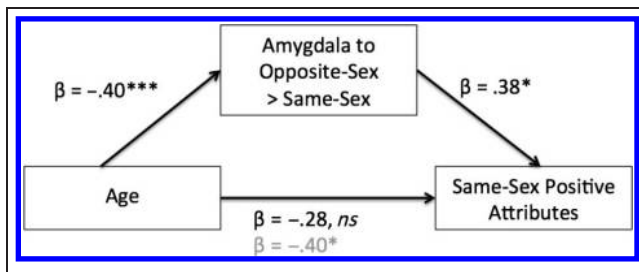 Amygdala to
Opposite-Sex
> Same-Sex
β = −.40***
β = .38*
Age
Same-Sex Positive
Attributes
β = −.28, ns
β = −.40*